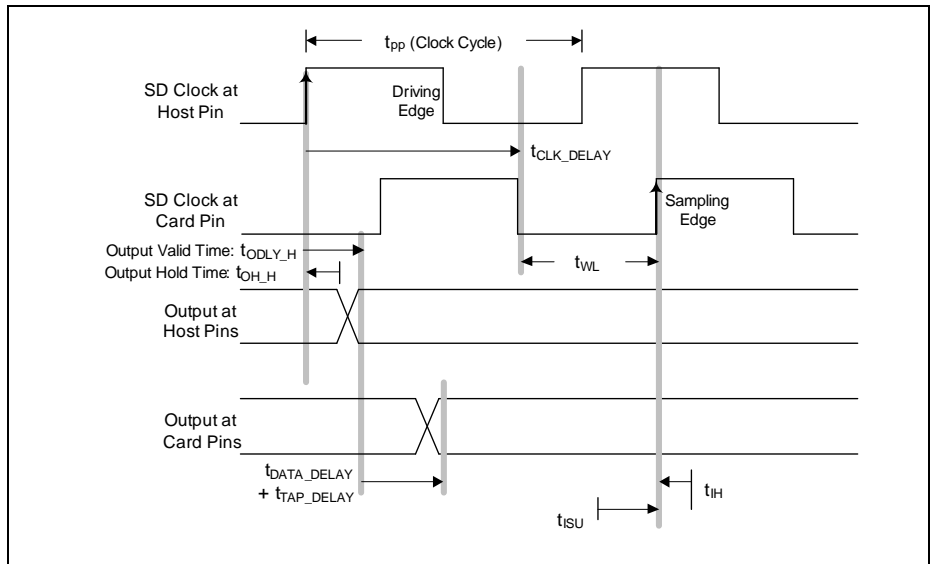 tpp (Clock Cycle)
SD Clock at
Host Pin
Driving
Edge
tCLK_DELAY
SD Clock at
Card Pin
Sampling
Edge
Output Valid Time: tODLY_H
Output Hold Time: tOH_H
tWL
Output at
Host Pins
Output at
Card Pins
tDATA_DELAY
+ tTAP_DELAY
tIH
tISU